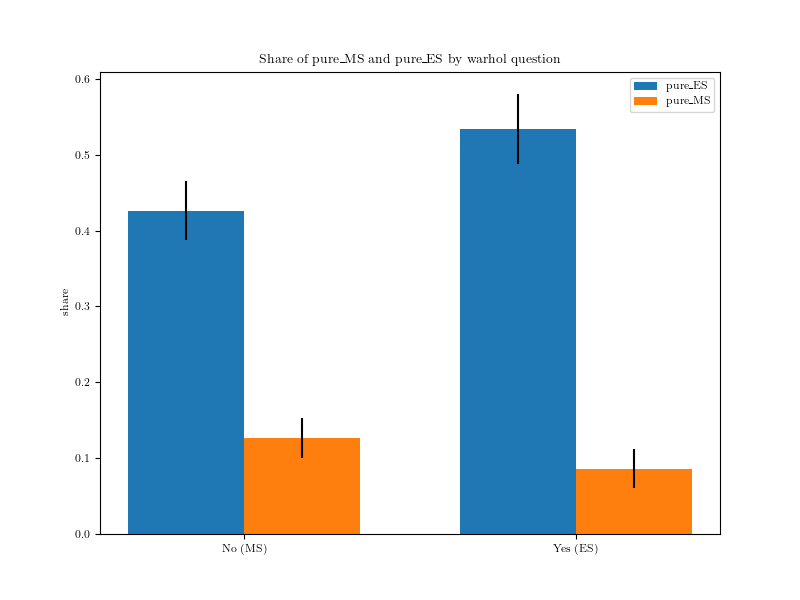 Share of pure_MS and pure_ES by warhol question
pure_ES
pure_MS
0.6
0.5
0.4
0.3
0.2
0.1
0.0
share
No (MS)
Yes (ES)